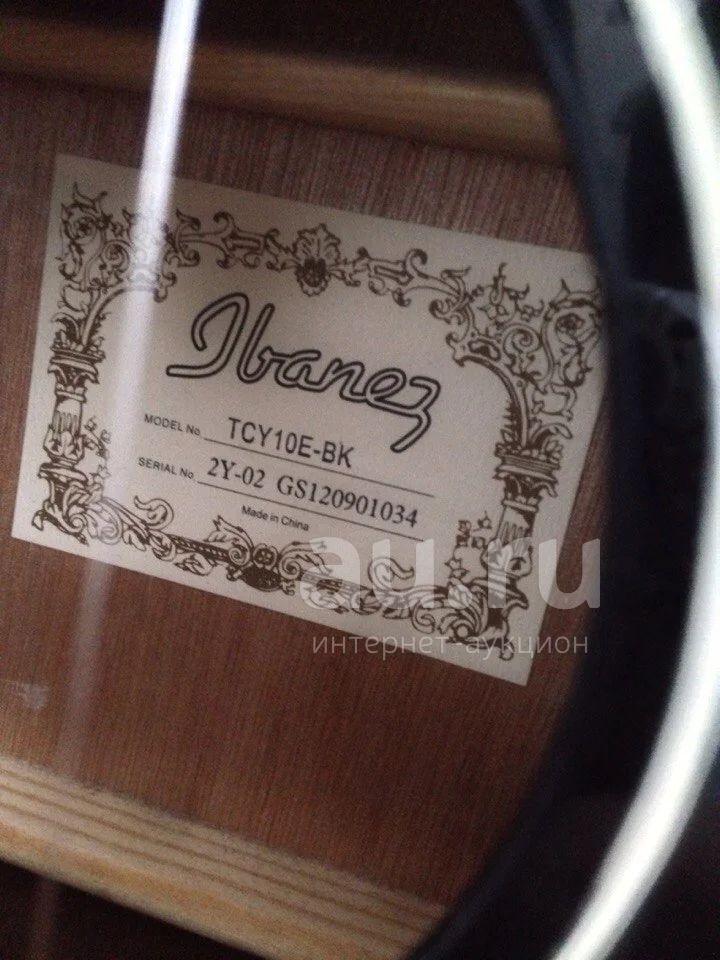 Ibanez
MODEL No. TCY10E-BK
SERIAL No. 2Y-02 GS120901034
Made in China
au.ru
интернет-аукцион